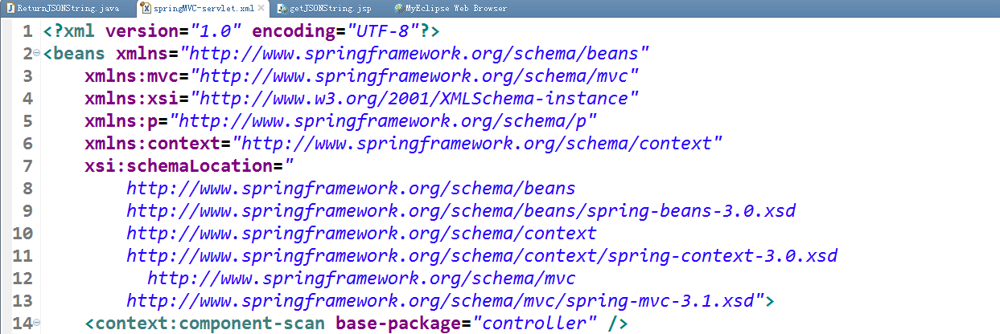 ReturnJSONString.java springMVC-servlet.xml getJSONString.jsp MyEclipse Web Browser
1 <?xml version="1.0" encoding="UTF-8"?>
2 <beans xmlns="http://www.springframework.org/schema/beans"
3 xmlns:mvc="http://www.springframework.org/schema/mvc"
4 xmlns:xsi="http://www.w3.org/2001/XMLSchema-instance"
5 xmlns:p="http://www.springframework.org/schema/p"
6 xmlns:context="http://www.springframework.org/schema/context"
7 xsi:schemaLocation="
8 http://www.springframework.org/schema/beans
9 http://www.springframework.org/schema/beans/spring-beans-3.0.xsd
10 http://www.springframework.org/schema/context
11 http://www.springframework.org/schema/context/spring-context-3.0.xsd
12 http://www.springframework.org/schema/mvc
13 http://www.springframework.org/schema/mvc/spring-mvc-3.1.xsd">
14 <context:component-scan base-package="controller" />